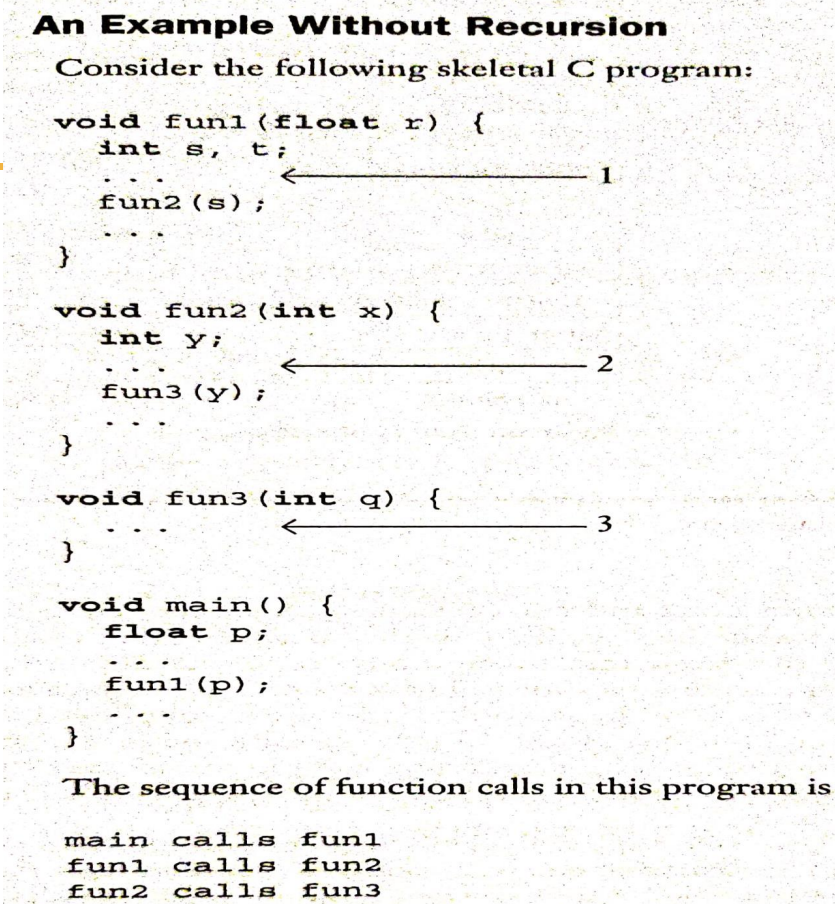 An Example Without Recursion
Consider the following skeletal C program:
void fun1(float r) {
int s, t;
. . . 1
fun2(s);
. . .
}
void fun2(int x) {
int y;
. . . 2
fun3(y);
. . .
}
void fun3(int q) {
. . . 3
}
void main() {
float p;
. . .
fun1(p);
. . .
}
The sequence of function calls in this program is
main calls fun1
fun1 calls fun2
fun2 calls fun3